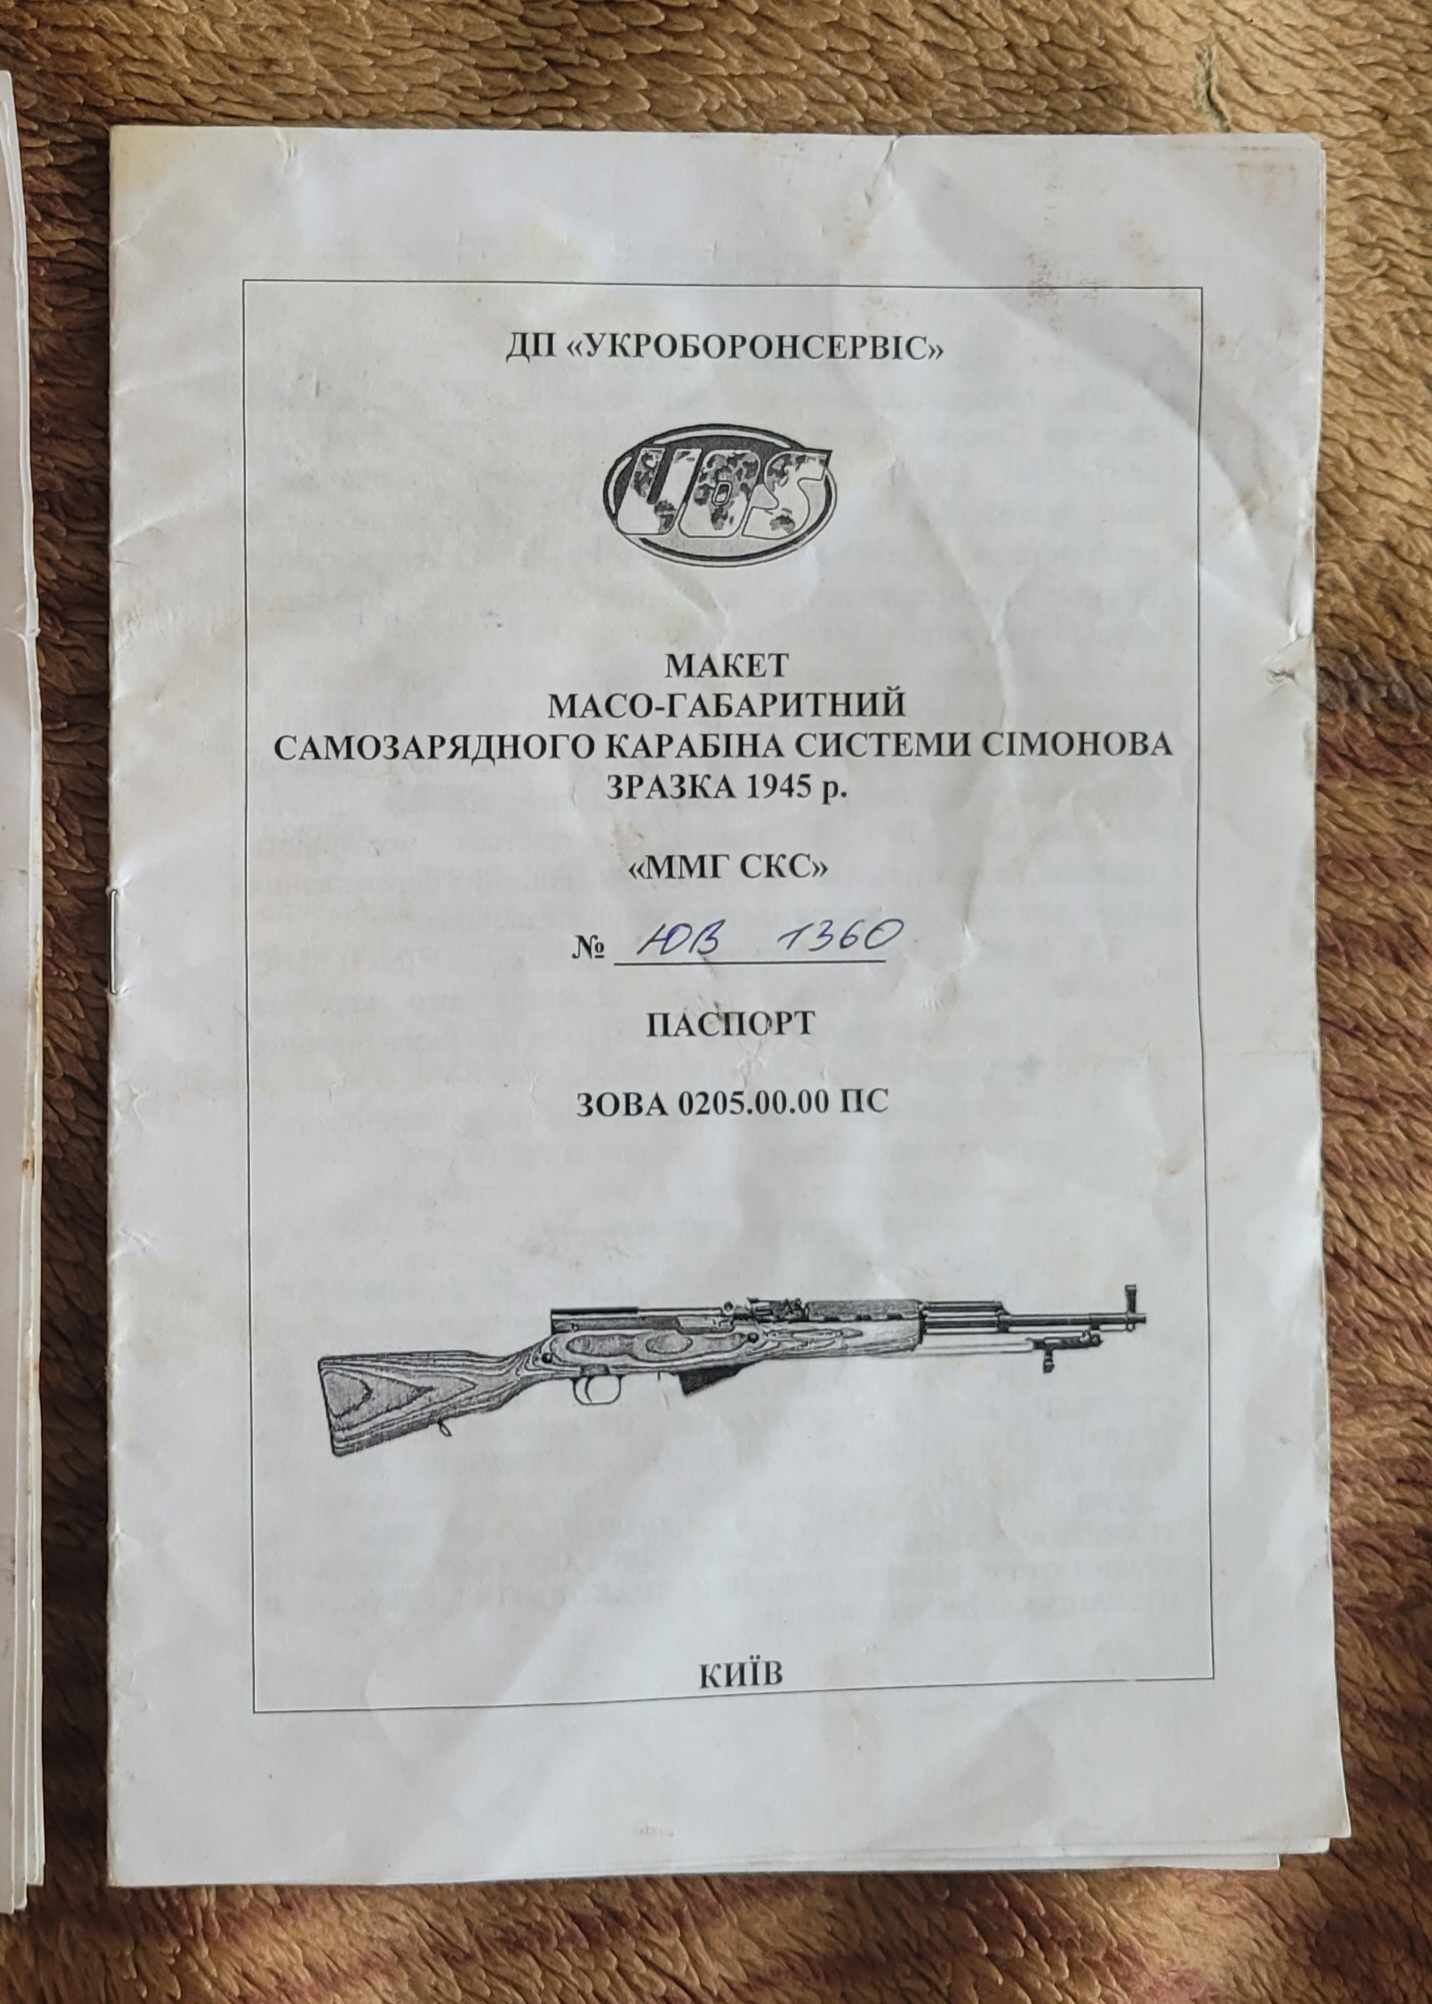 ДП «УКРОБОРОНСЕРВІС»
UOS
МАКЕТ
МАСО-ГАБАРИТНИЙ
САМОЗАРЯДНОГО КАРАБІНА СИСТЕМИ СІМОНОВА
ЗРАЗКА 1945 р.
«ММГ СКС»
№ ЮВ 1360
ПАСПОРТ
ЗОВА 0205.00.00 ПС
КИЇВ